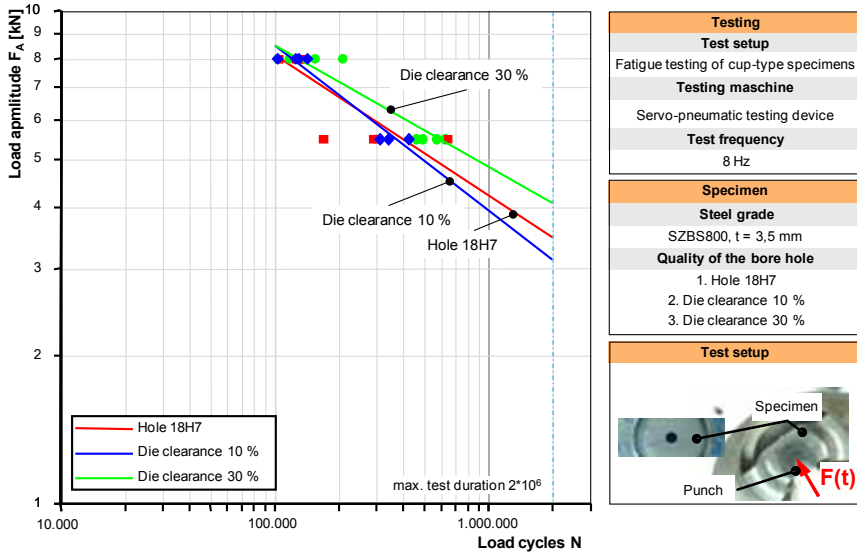 Load apmlitude F_A [kN]
10
9
8
7
6
5
4
3
2
1
10.000
100.000
1.000.000
Load cycles N
Die clearance 30 %
Die clearance 10 %
Hole 18H7
Hole 18H7
Die clearance 10 %
Die clearance 30 %
max. test duration 2*10⁶
Testing
Test setup
Fatigue testing of cup-type specimens
Testing maschine
Servo-pneumatic testing device
Test frequency
8 Hz
Specimen
Steel grade
SZBS800, t = 3,5 mm
Quality of the bore hole
1. Hole 18H7
2. Die clearance 10 %
3. Die clearance 30 %
Test setup
Specimen
Punch
F(t)